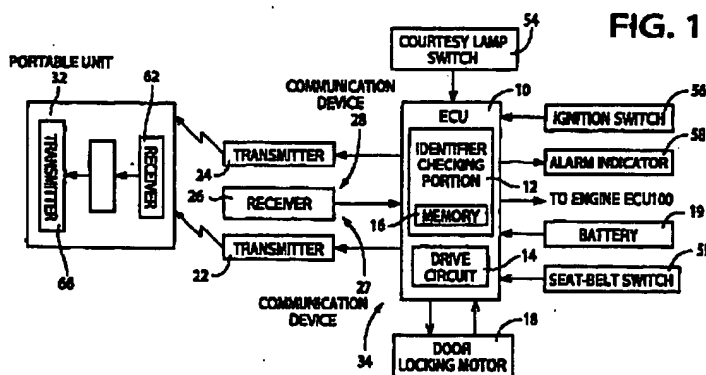 FIG. 1
COURTESY LAMP
SWITCH
54
PORTABLE UNIT
32
62
TRANSMITTER
RECEIVER
66
COMMUNICATION
DEVICE
28
TRANSMITTER
24
RECEIVER
26
TRANSMITTER
22
27
COMMUNICATION
DEVICE
ECU
10
IDENTIFIER
CHECKING
PORTION
12
16
MEMORY
DRIVE
CIRCUIT
14
34
18
DOOR
LOCKING MOTOR
56
IGNITION SWITCH
58
ALARM INDICATOR
TO ENGINE ECU100
19
BATTERY
SEAT-BELT SWITCH